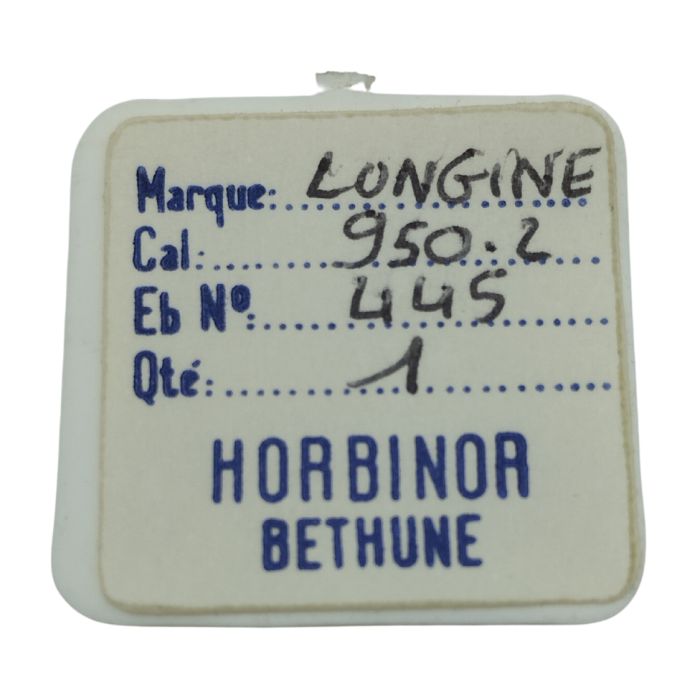 Marque: LONGINE
Cal: 950.2
Eb Nº: 445
Qté: 1
HORBINOR
BETHUNE